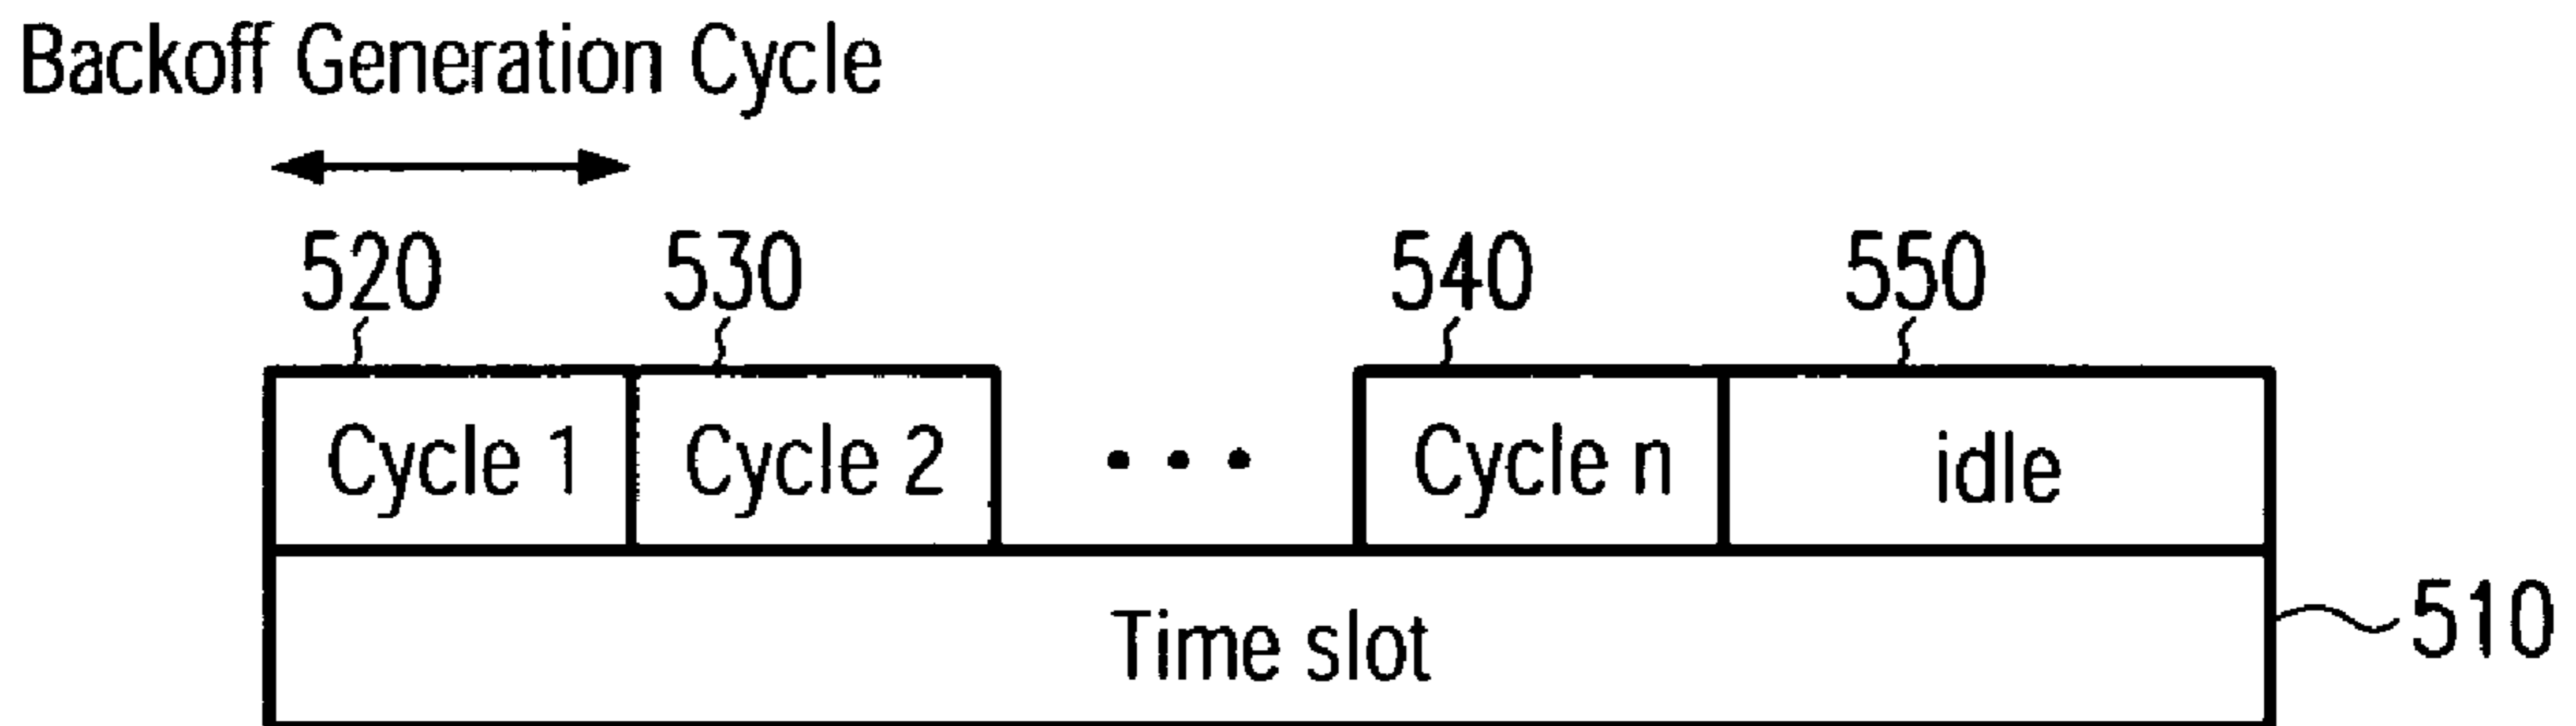 Backoff Generation Cycle
520 530 540 550
Cycle 1 Cycle 2 • • • Cycle n idle
Time slot 510